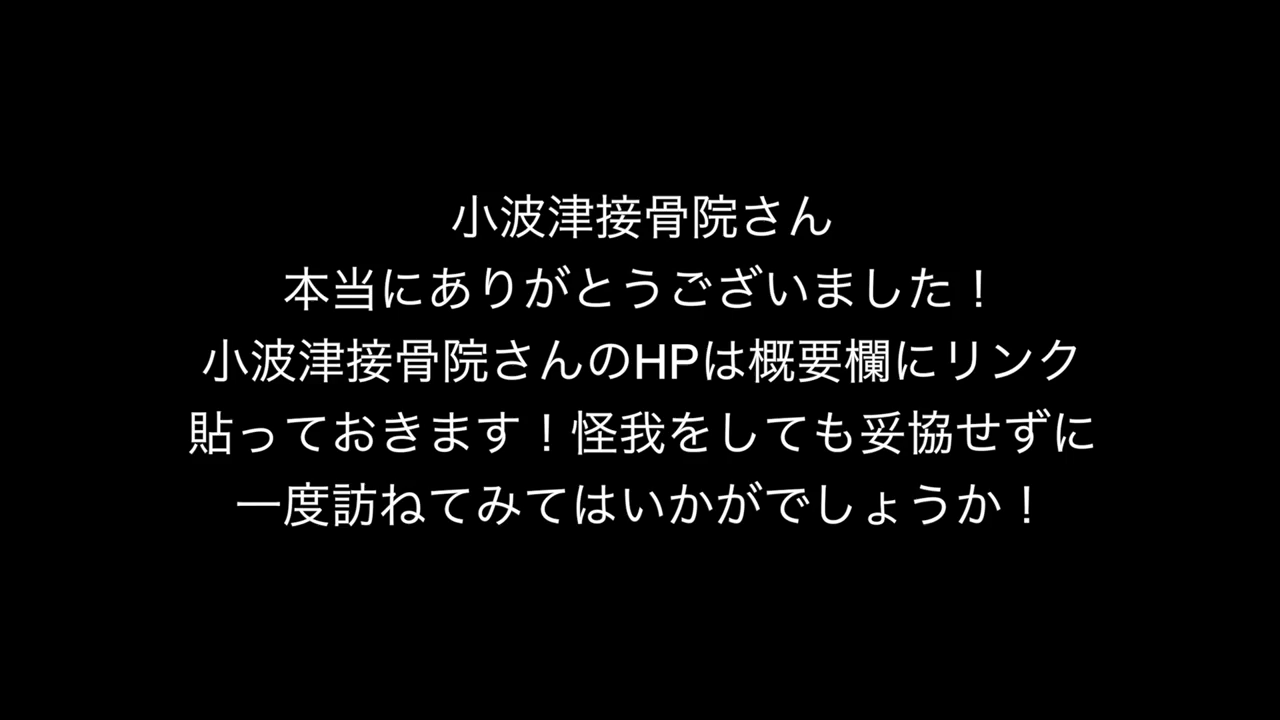 小波津接骨院さん
本当にありがとうございました！
小波津接骨院さんのHPは概要欄にリンク
貼っておきます！怪我をしても妥協せずに
一度訪ねてみてはいかがでしょうか！